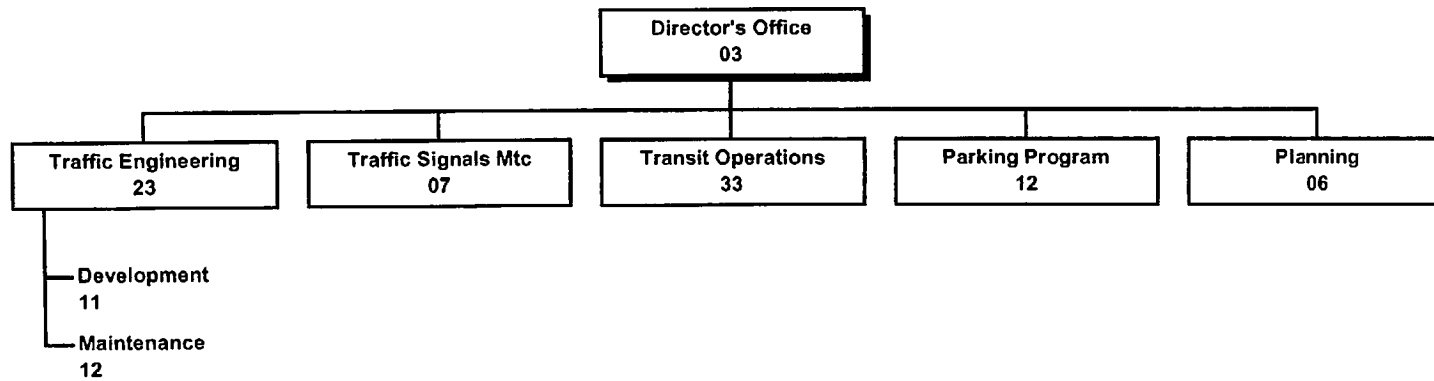 Director's Office
03
Traffic Engineering
23
Traffic Signals Mtc
07
Transit Operations
33
Parking Program
12
Planning
06
Development
11
Maintenance
12